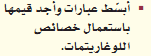 ▪ أبسّط عبارات وأجد قيمها
باستعمال خصائص
اللوغاريتمات.